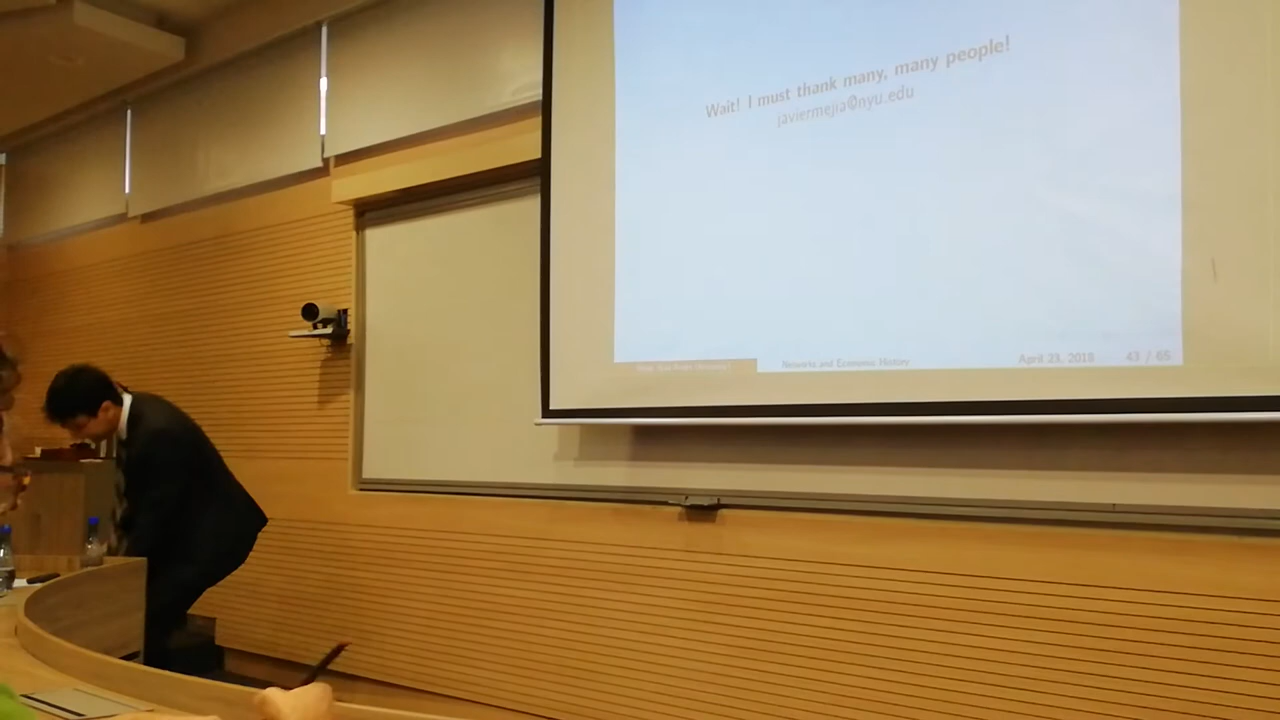 Wait! I must thank many, many people!
javiermejia@nyu.edu
Networks and Economic History April 23, 2018 43 / 65